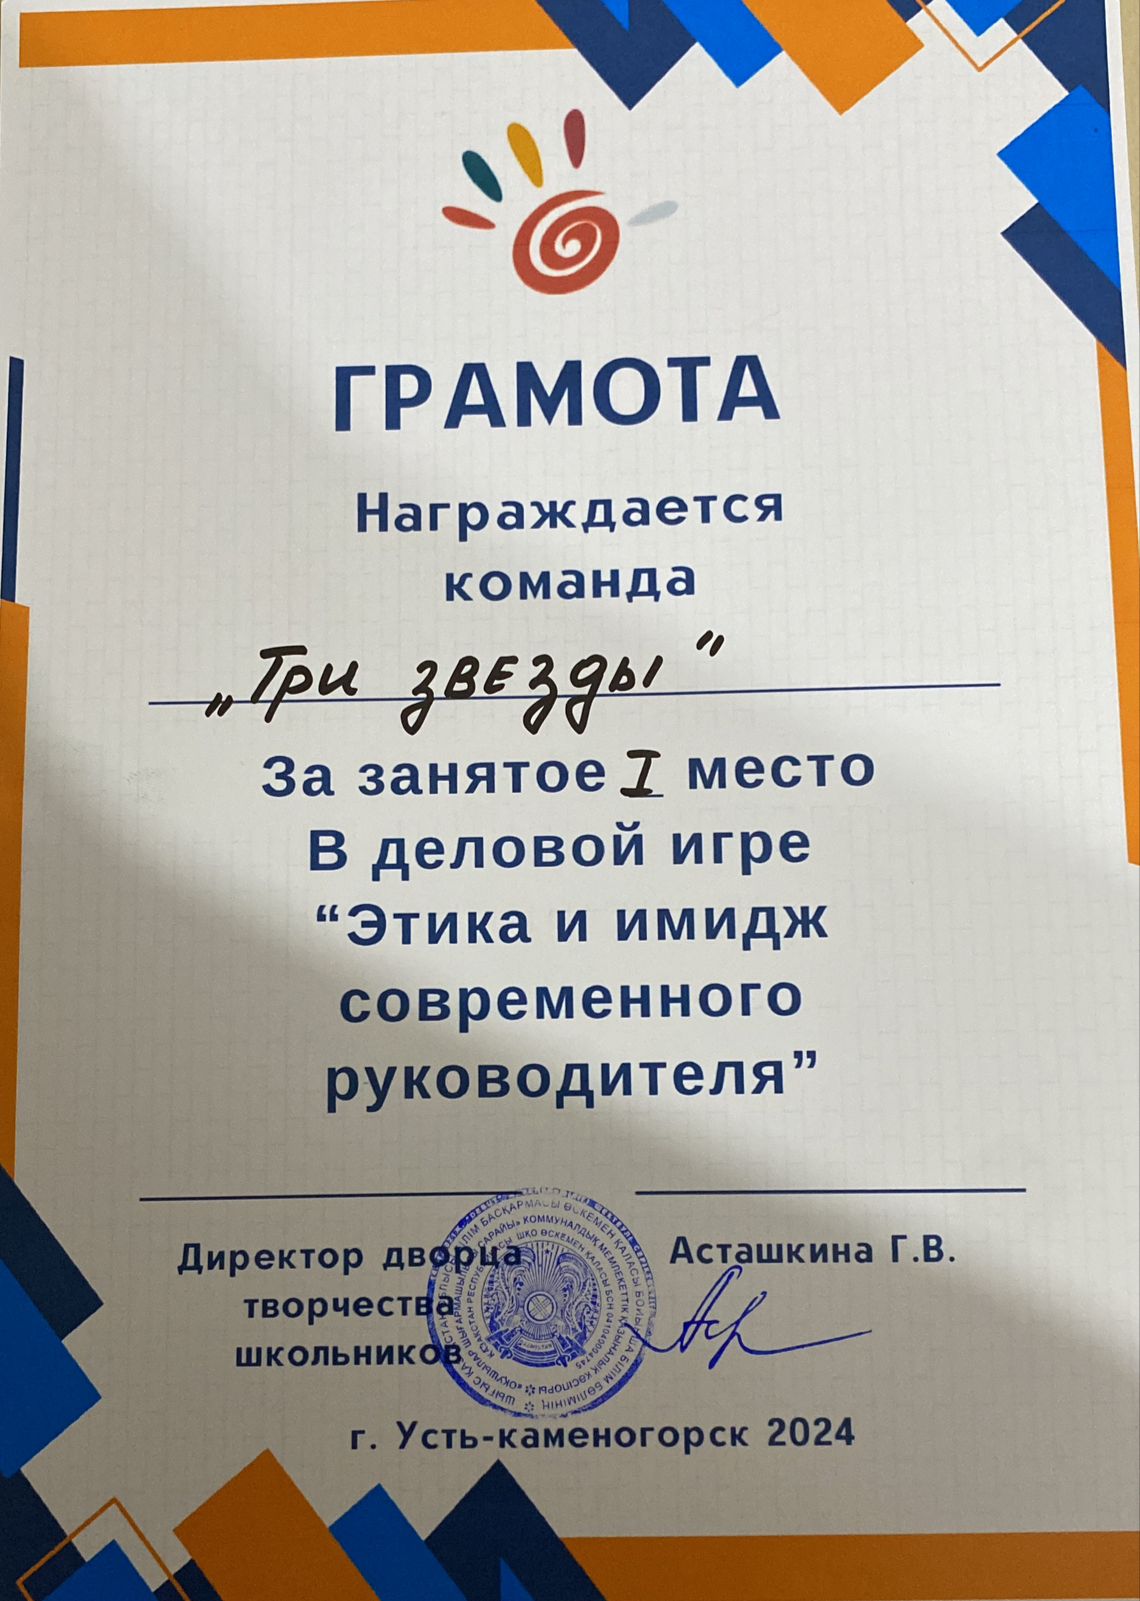 ГРАМОТА
Награждается
команда
„Три звезды"
За занятое I место
В деловой игре
“Этика и имидж
современного
руководителя”
Директор дворца Асташкина Г.В.
творчества
школьников
г. Усть-каменогорск 2024